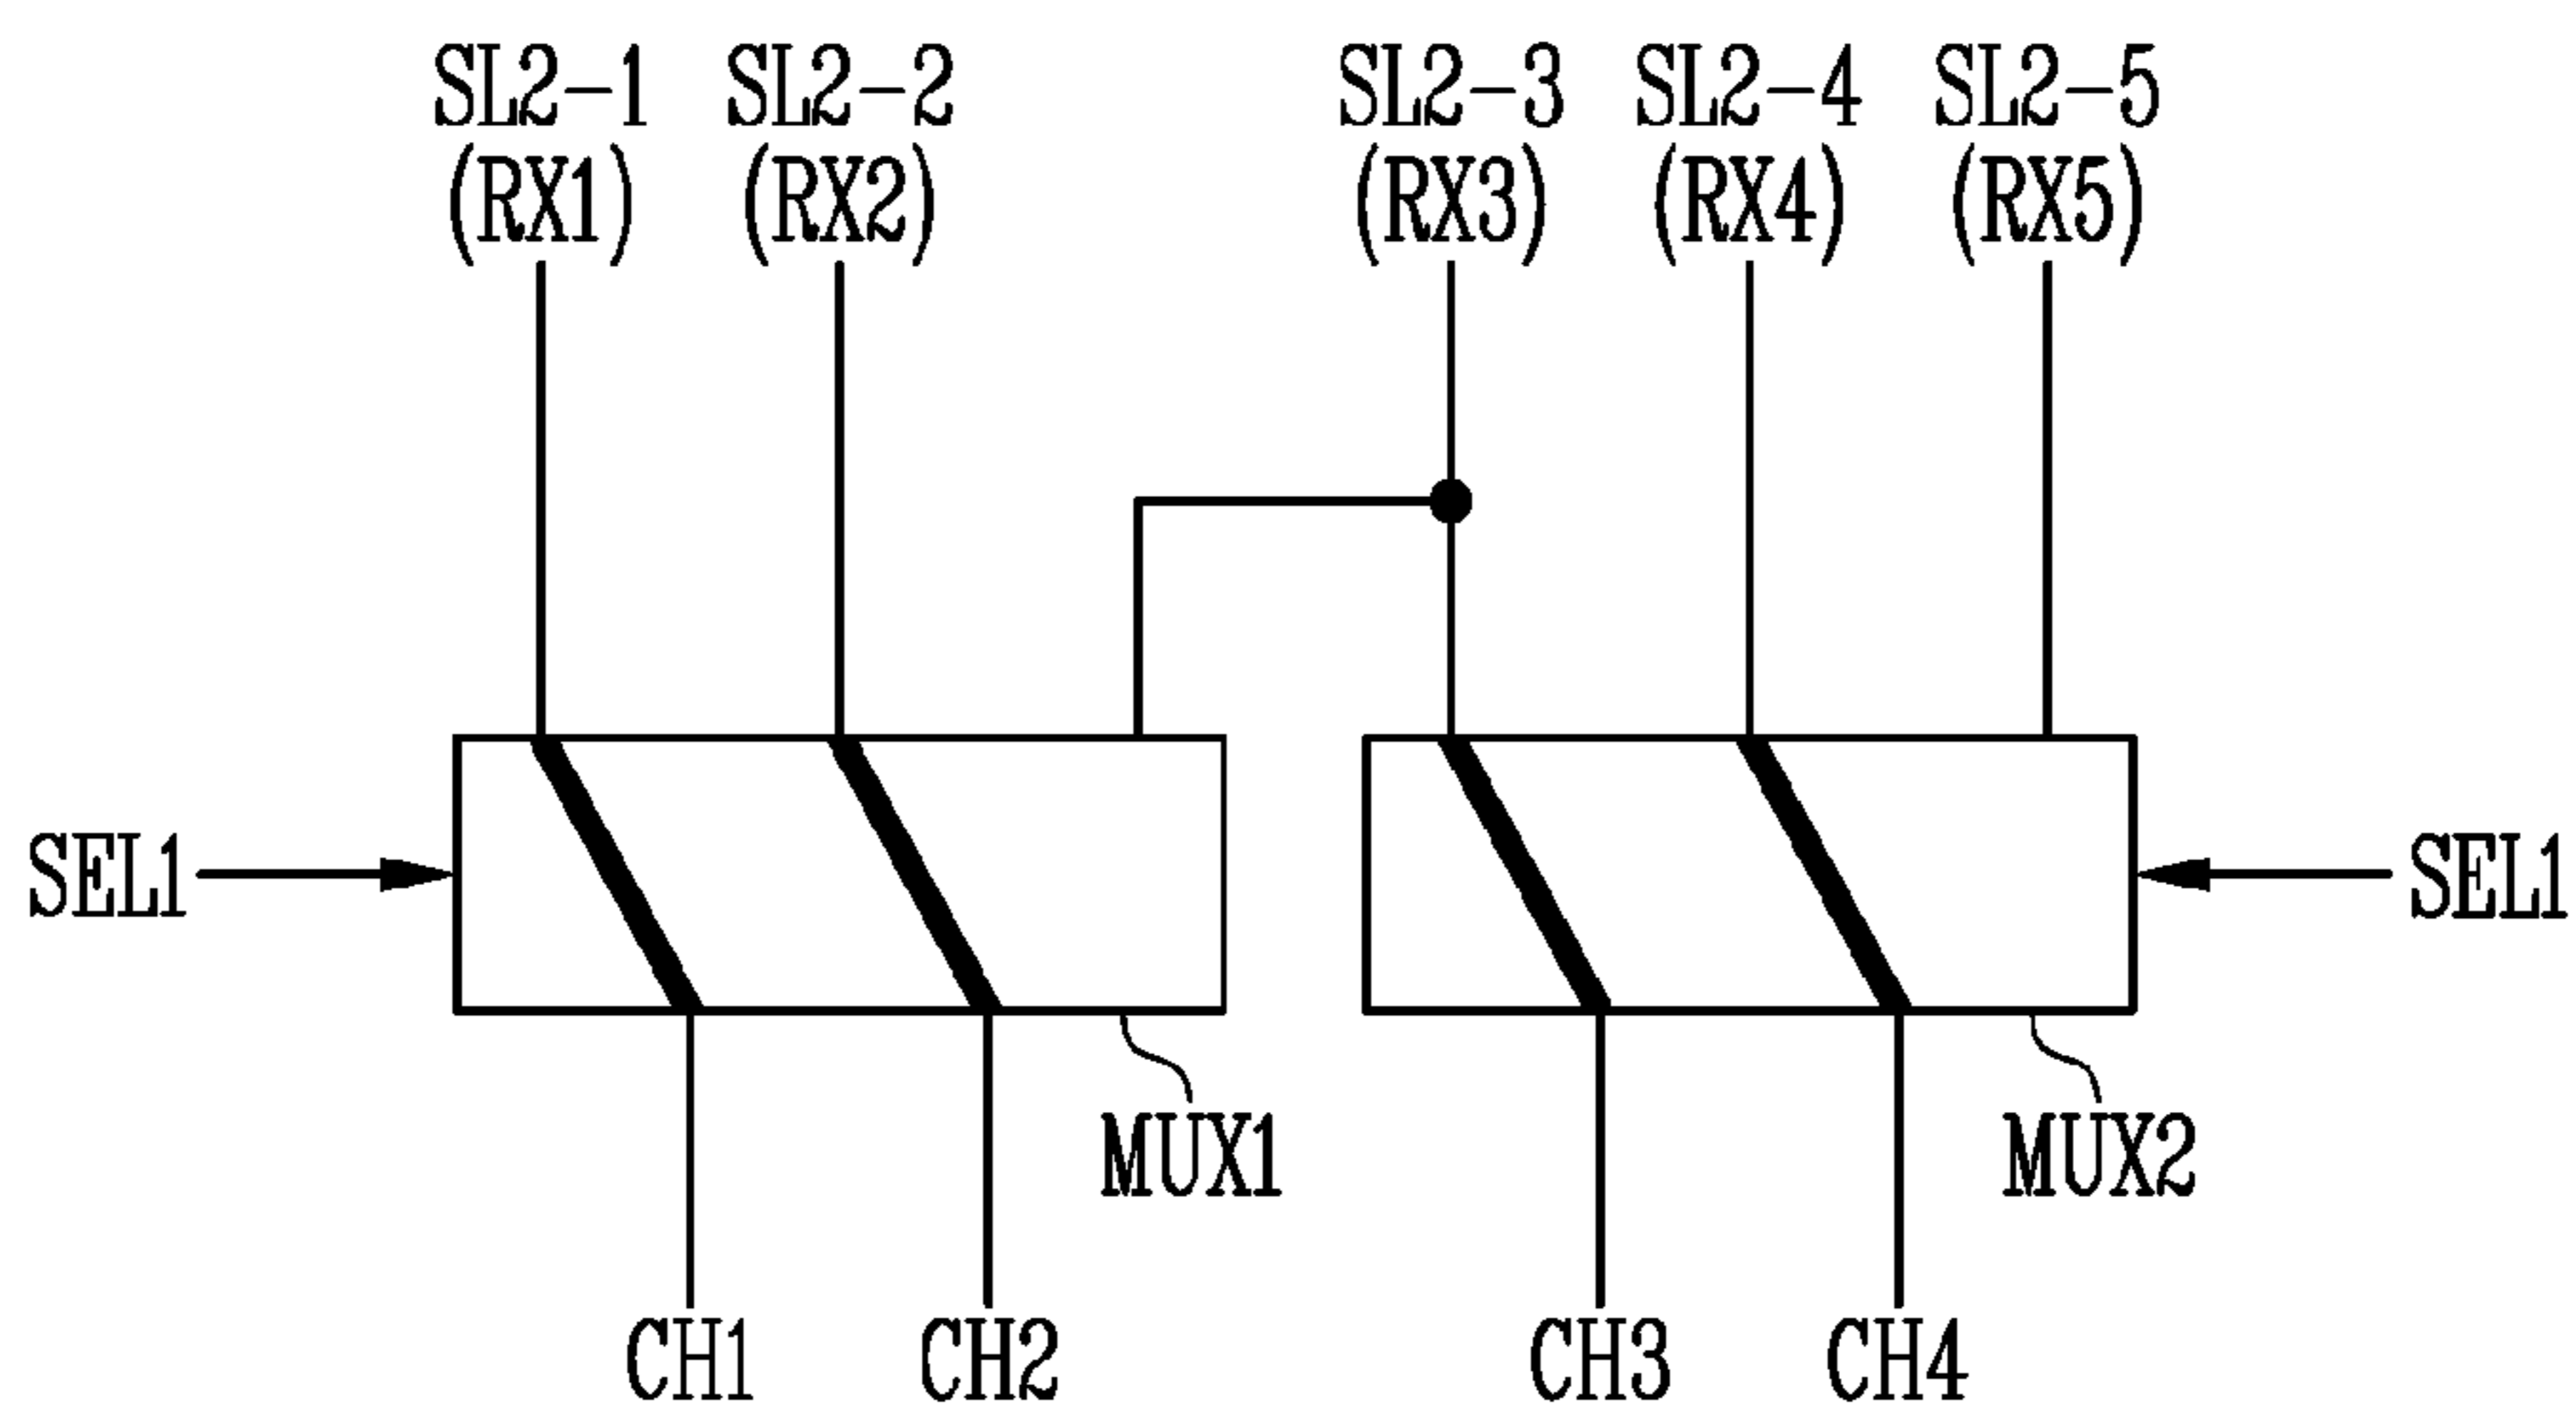 SL2-1 SL2-2 SL2-3 SL2-4 SL2-5
(RX1) (RX2) (RX3) (RX4) (RX5)
SEL1 SEL1
MUX1 MUX2
CH1 CH2 CH3 CH4